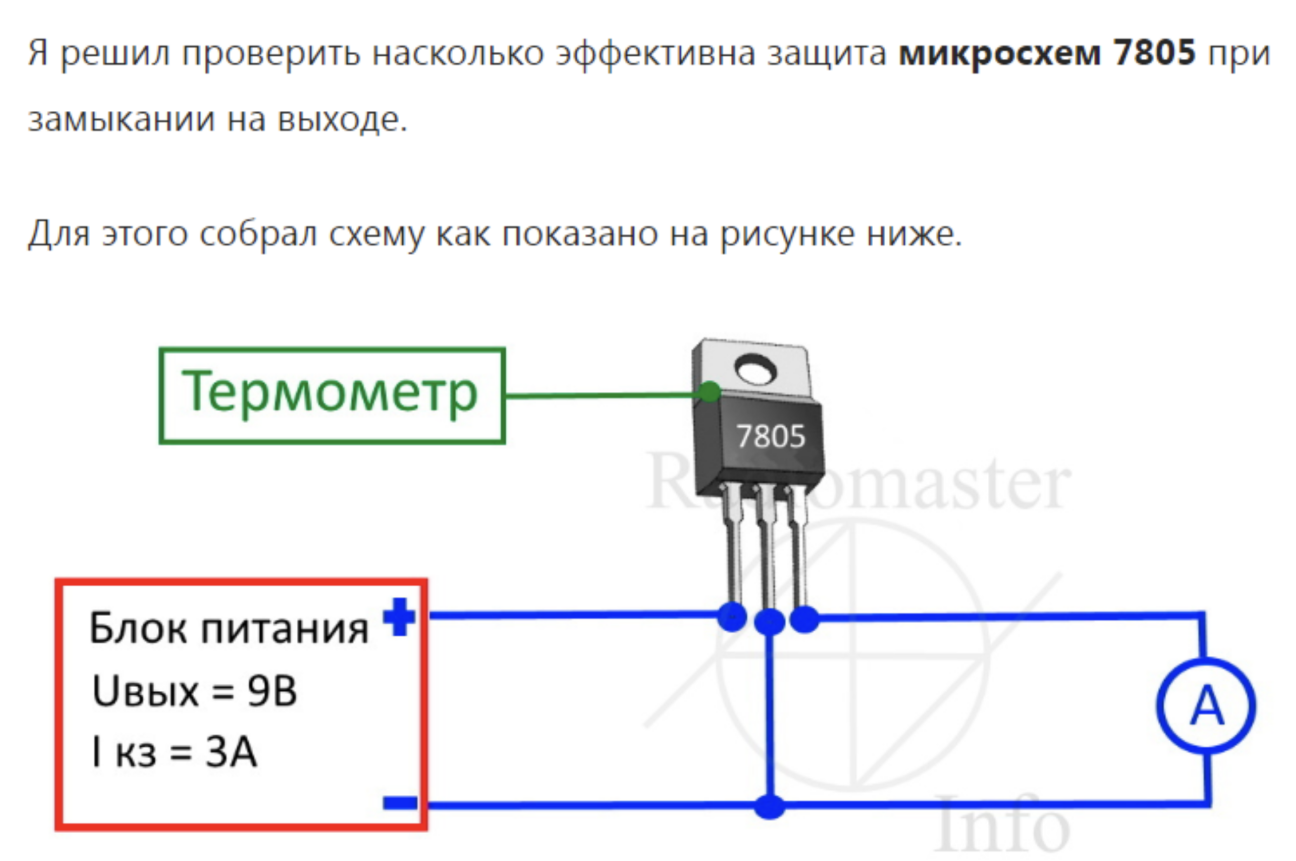 Я решил проверить насколько эффективна защита микросхем 7805 при
замыкании на выходе.
Для этого собрал схему как показано на рисунке ниже.
Термометр
7805
Блок питания +
Uвых = 9В
I кз = 3А
−
А
Info